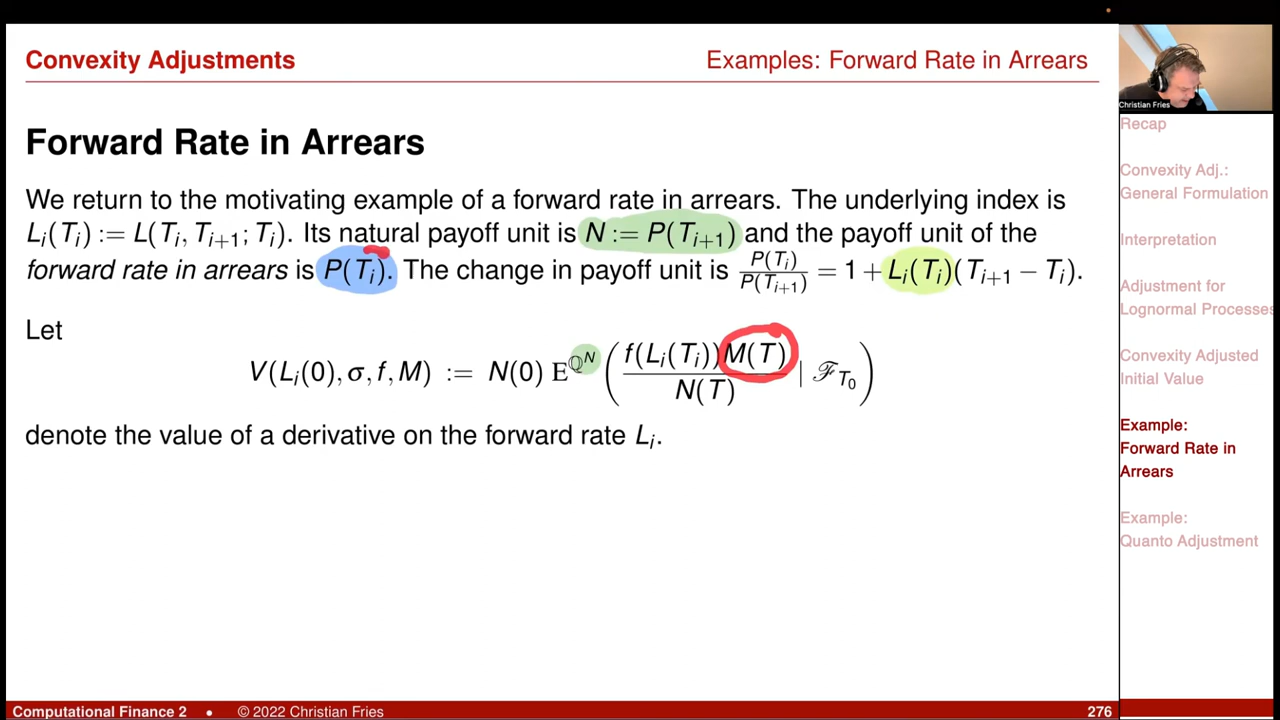 Convexity Adjustments
Examples: Forward Rate in Arrears
Forward Rate in Arrears
We return to the motivating example of a forward rate in arrears. The underlying index is
L_i(T_i) := L(T_i, T_{i+1}; T_i). Its natural payoff unit is N := P(T_{i+1}) and the payoff unit of the
forward rate in arrears is P(T_i). The change in payoff unit is P(T_i)/P(T_{i+1}) = 1 + L_i(T_i)(T_{i+1} − T_i).
Let
V(L_i(0), σ, f, M) := N(0) E^{ℚ^N} ( f(L_i(T_i))M(T) / N(T) | ℱ_{T_0} )
denote the value of a derivative on the forward rate L_i.
Computational Finance 2 • © 2022 Christian Fries
276
Christian Fries
Recap
Convexity Adj.:
General Formulation
Interpretation
Adjustment for
Lognormal Processes
Convexity Adjusted
Initial Value
Example:
Forward Rate in
Arrears
Example:
Quanto Adjustment